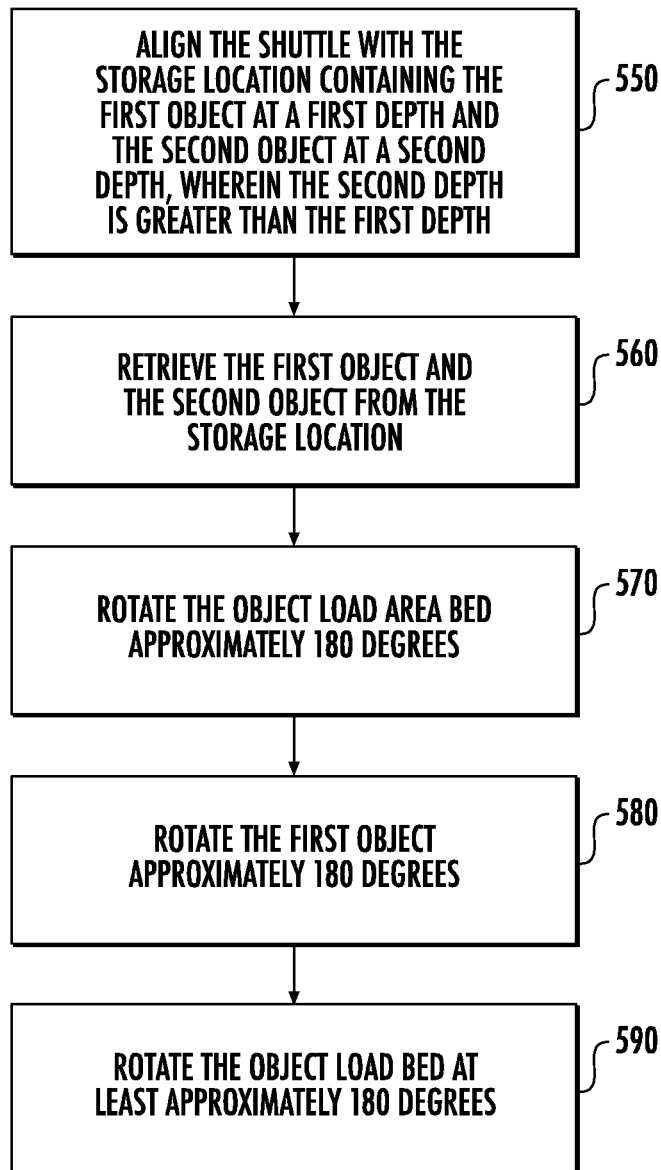 ALIGN THE SHUTTLE WITH THE
STORAGE LOCATION CONTAINING THE
FIRST OBJECT AT A FIRST DEPTH AND
THE SECOND OBJECT AT A SECOND
DEPTH, WHEREIN THE SECOND DEPTH
IS GREATER THAN THE FIRST DEPTH
550
RETRIEVE THE FIRST OBJECT AND
THE SECOND OBJECT FROM THE
STORAGE LOCATION
560
ROTATE THE OBJECT LOAD AREA BED
APPROXIMATELY 180 DEGREES
570
ROTATE THE FIRST OBJECT
APPROXIMATELY 180 DEGREES
580
ROTATE THE OBJECT LOAD BED AT
LEAST APPROXIMATELY 180 DEGREES
590